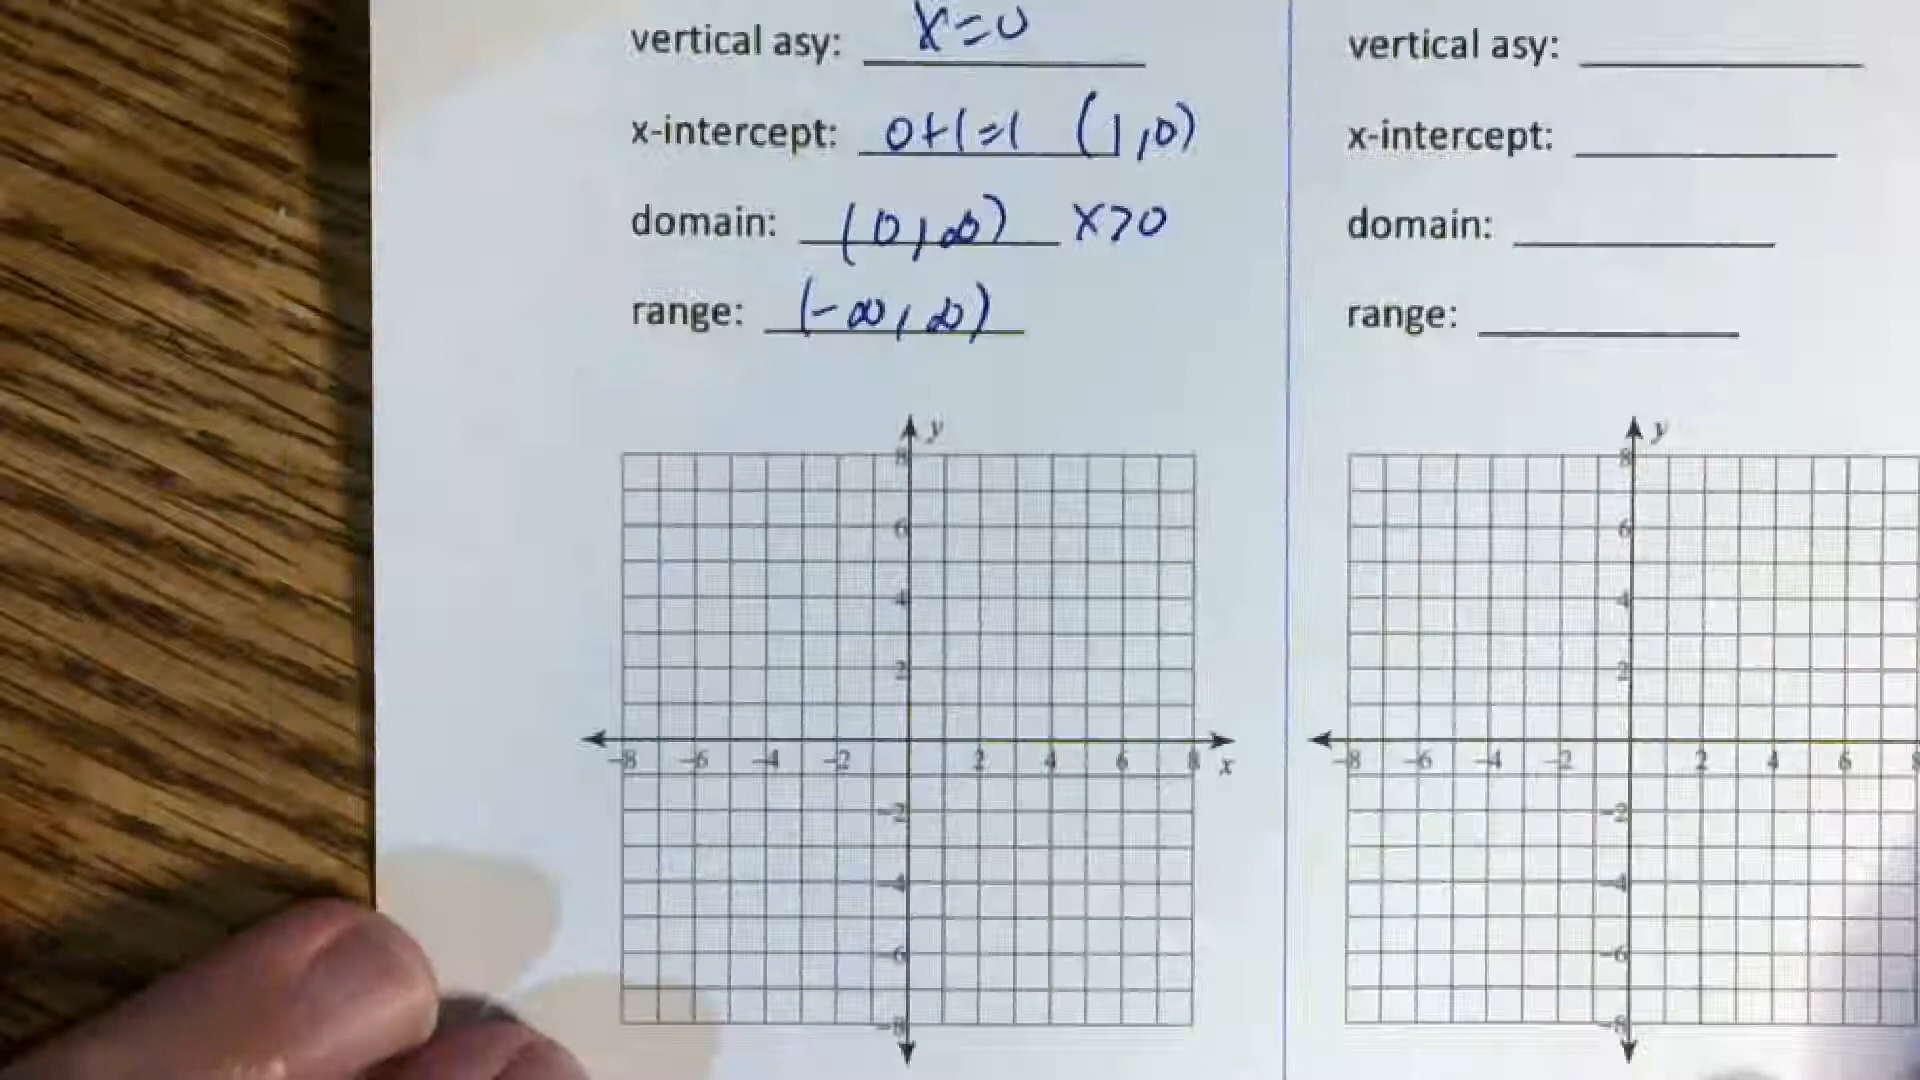 vertical asy: x=0
x-intercept: 0+1=1 (1,0)
domain: (0,∞) x>0
range: (-∞,∞)
y
8
6
4
2
-8 -6 -4 -2 2 4 6 8 x
-2
-4
-6
-8
vertical asy:
x-intercept:
domain:
range:
y
8
6
4
2
-8 -6 -4 -2 2 4 6 8
-2
-4
-6
-8